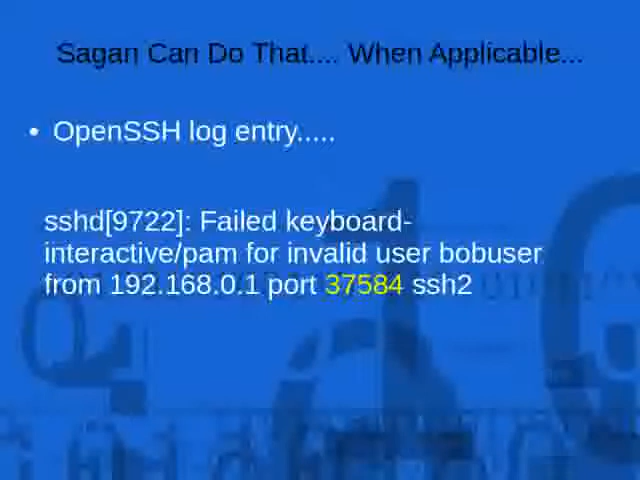 Sagan Can Do That.... When Applicable...
• OpenSSH log entry.....
sshd[9722]: Failed keyboard-
interactive/pam for invalid user bobuser
from 192.168.0.1 port 37584 ssh2